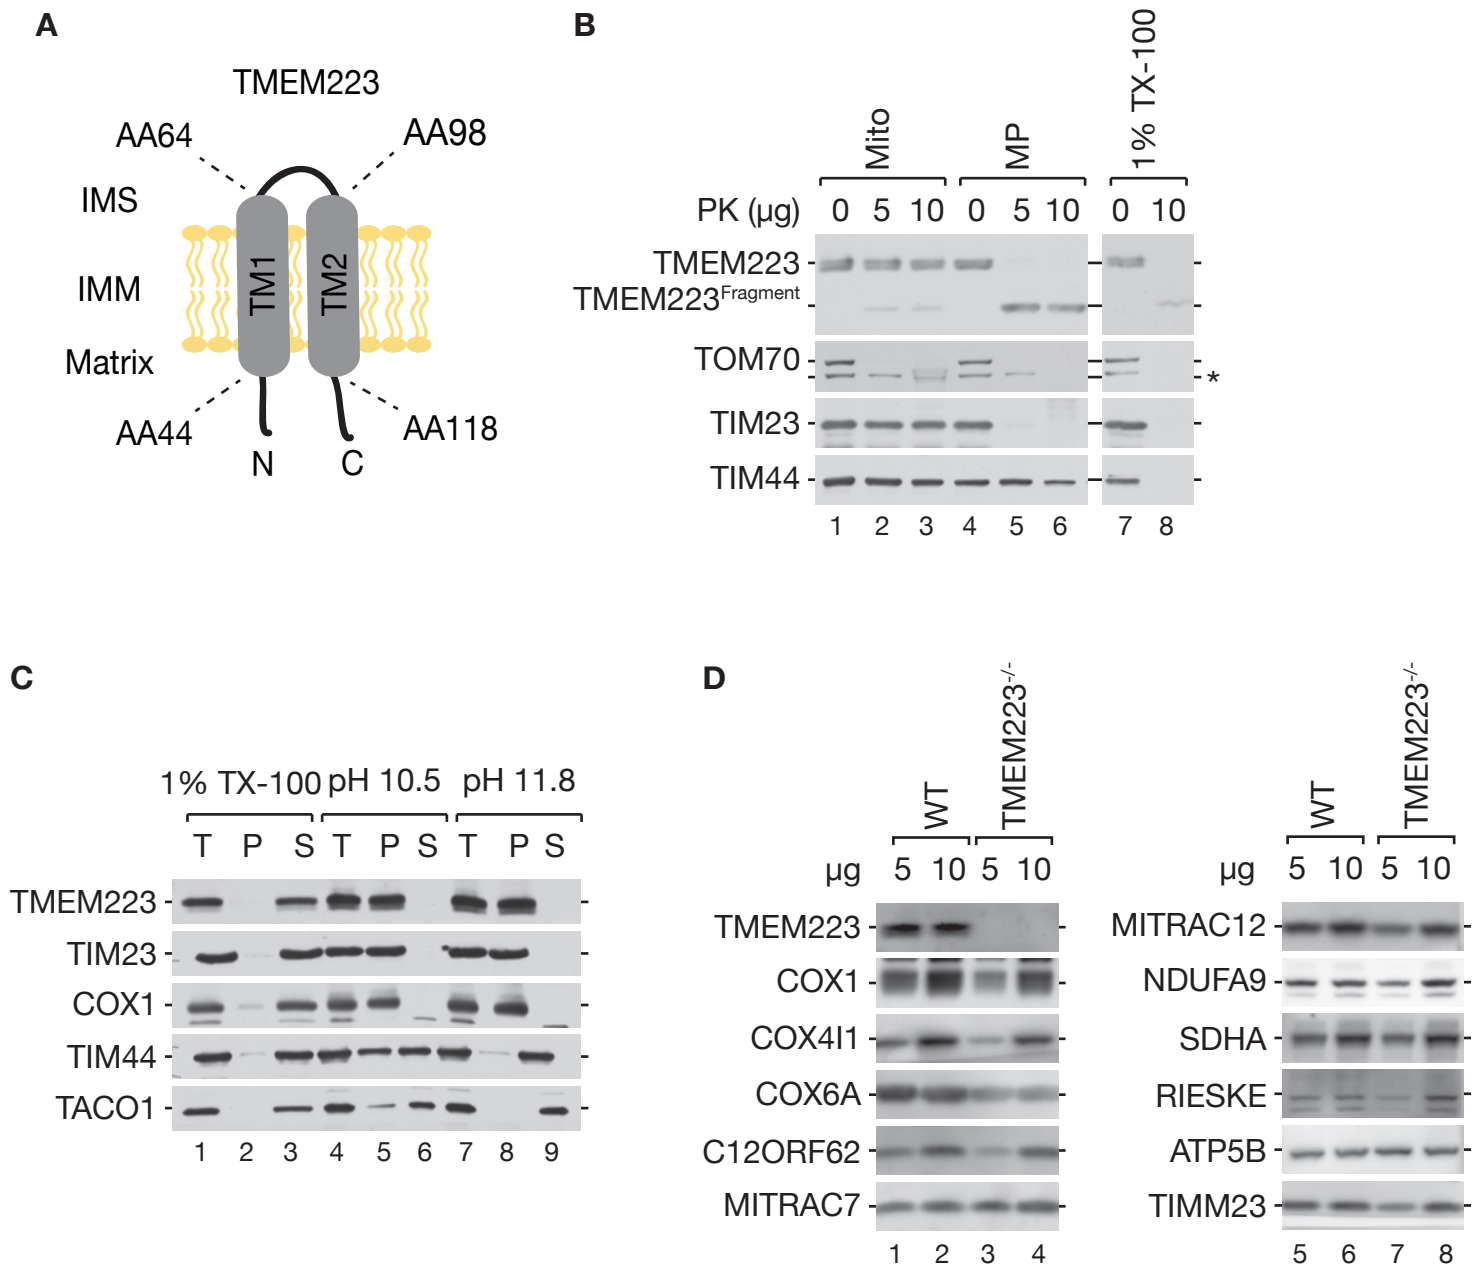 A
TMEM223
AA64
AA98
IMS
TM1
TM2
IMM
Matrix
AA44
AA118
N
C
B
Mito
MP
1% TX-100
PK (µg)
0 5 10 0 5 10 0 10
TMEM223
TMEM223Fragment
TOM70
*
TIM23
TIM44
1 2 3 4 5 6 7 8
C
1% TX-100 pH 10.5 pH 11.8
T P S T P S T P S
TMEM223
TIM23
COX1
TIM44
TACO1
1 2 3 4 5 6 7 8 9
D
WT
TMEM223-/-
µg 5 10 5 10
TMEM223
COX1
COX4I1
COX6A
C12ORF62
MITRAC7
1 2 3 4
WT
TMEM223-/-
µg 5 10 5 10
MITRAC12
NDUFA9
SDHA
RIESKE
ATP5B
TIMM23
5 6 7 8